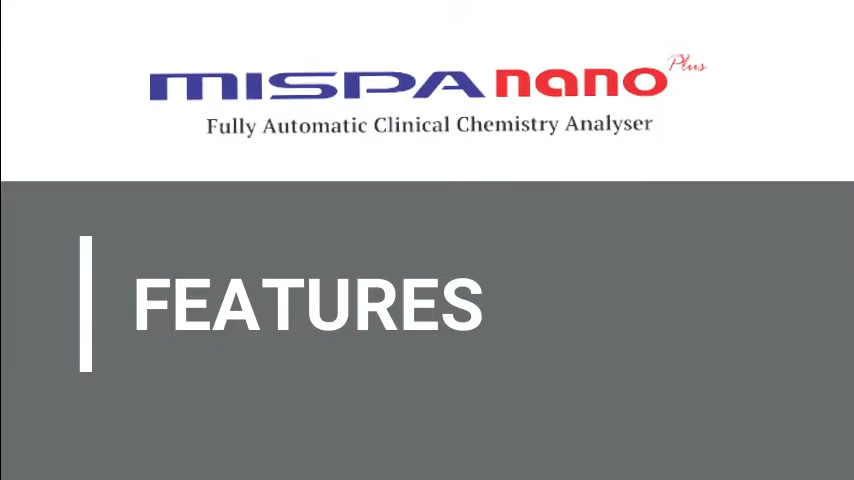 MISPA nano Plus
Fully Automatic Clinical Chemistry Analyser
FEATURES